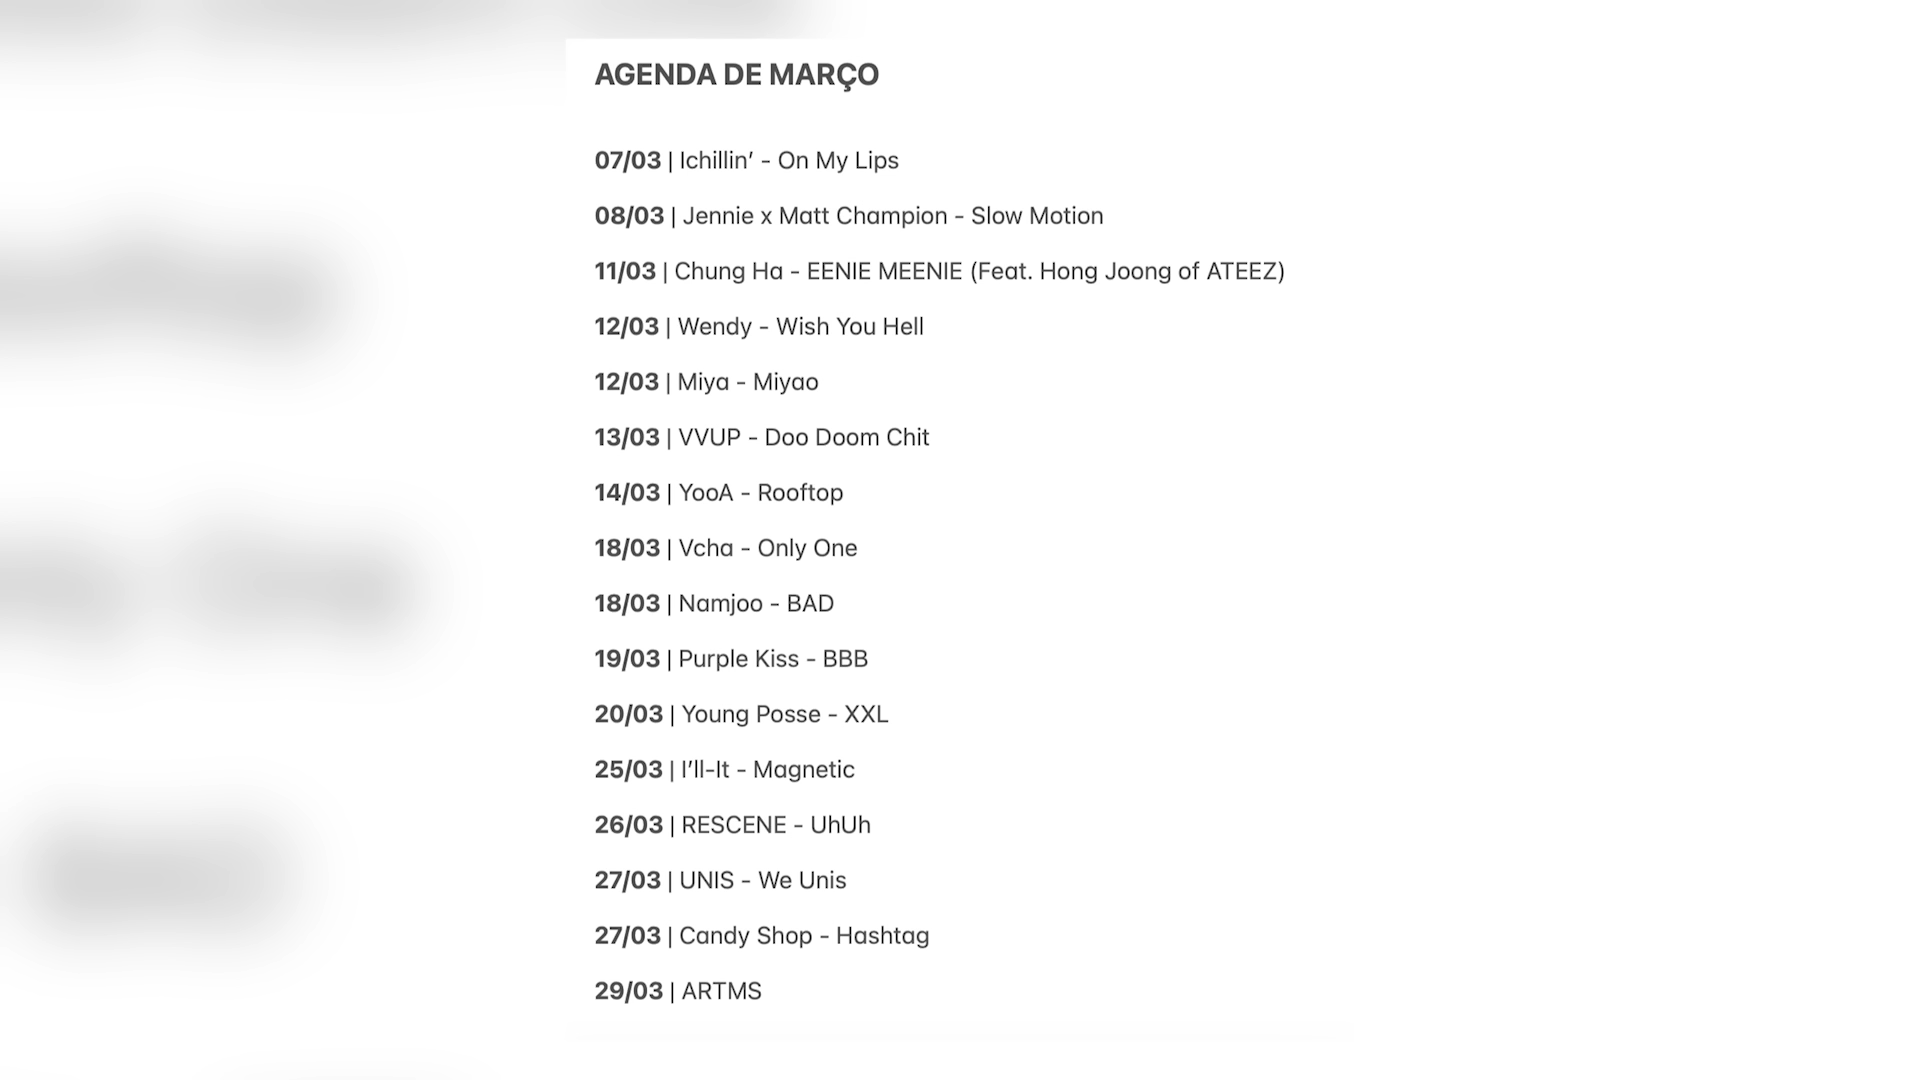 AGENDA DE MARÇO
07/03 | Ichillin’ - On My Lips
08/03 | Jennie x Matt Champion - Slow Motion
11/03 | Chung Ha - EENIE MEENIE (Feat. Hong Joong of ATEEZ)
12/03 | Wendy - Wish You Hell
12/03 | Miya - Miyao
13/03 | VVUP - Doo Doom Chit
14/03 | YooA - Rooftop
18/03 | Vcha - Only One
18/03 | Namjoo - BAD
19/03 | Purple Kiss - BBB
20/03 | Young Posse - XXL
25/03 | I’ll-It - Magnetic
26/03 | RESCENE - UhUh
27/03 | UNIS - We Unis
27/03 | Candy Shop - Hashtag
29/03 | ARTMS